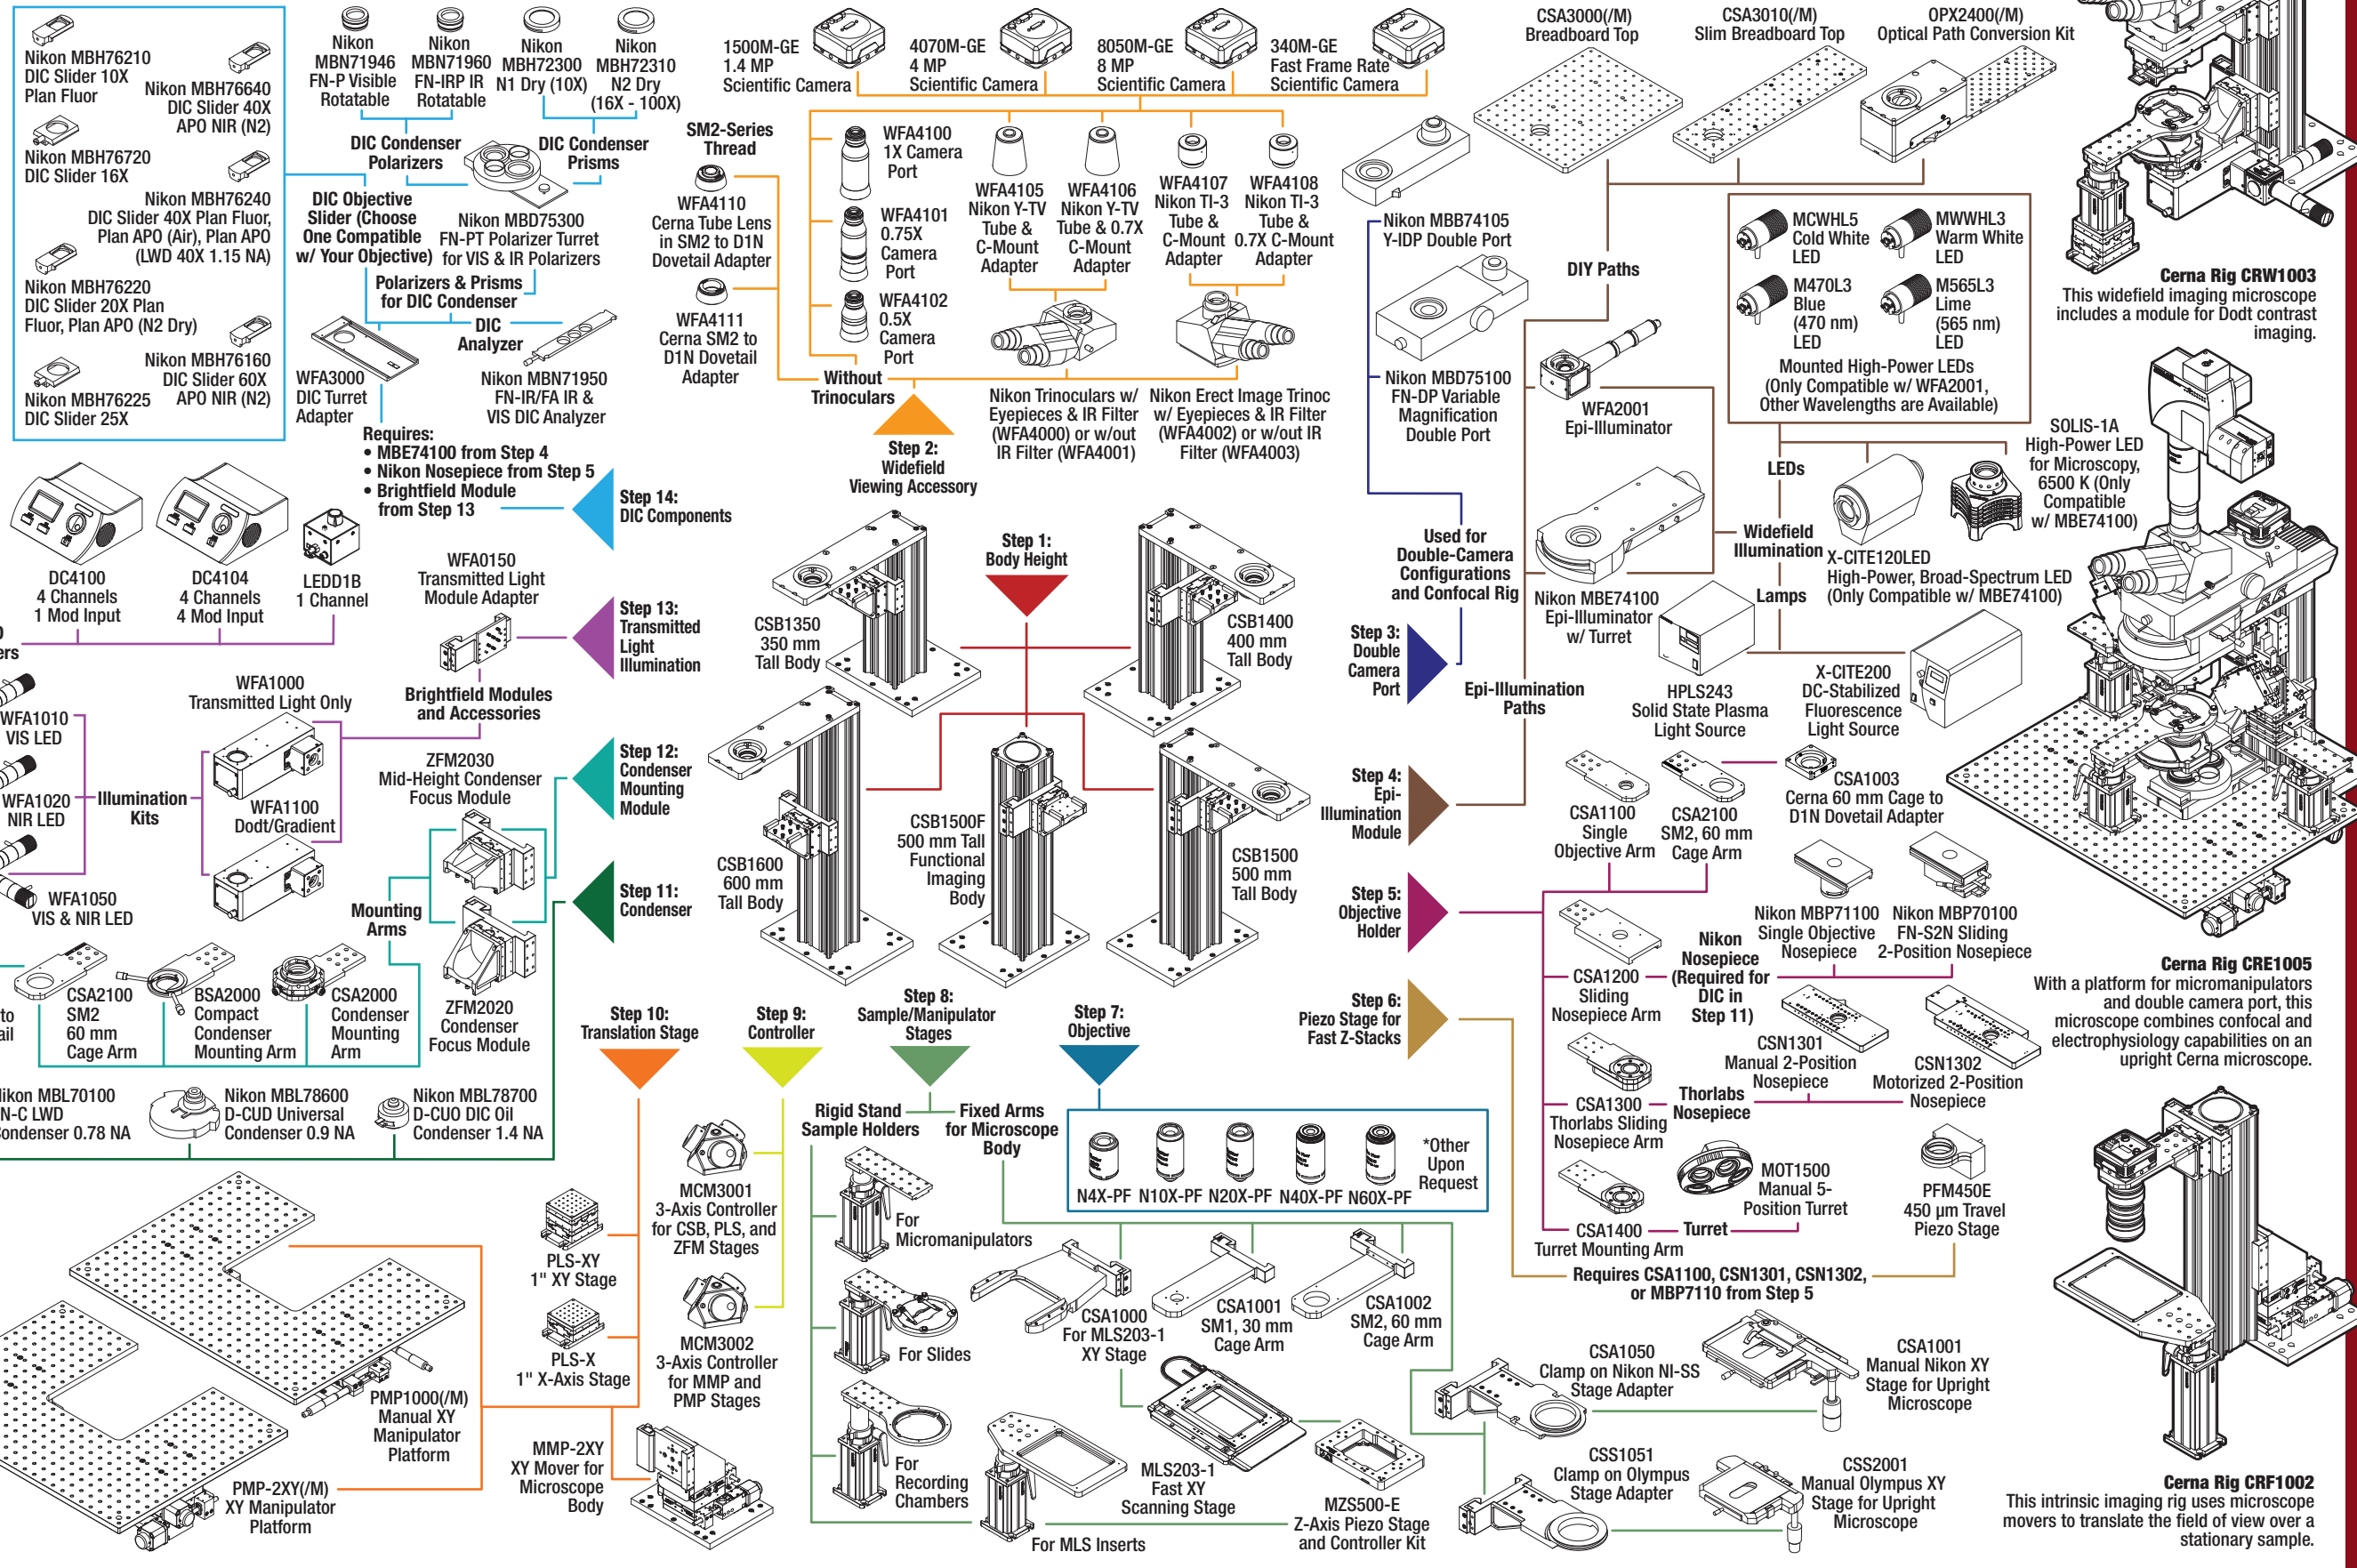 Nikon MBH76210
DIC Slider 10X
Plan Fluor
Nikon MBH76640
DIC Slider 40X
APO NIR (N2)
Nikon MBH76720
DIC Slider 16X
Nikon MBH76240
DIC Slider 40X Plan Fluor,
Plan APO (Air), Plan APO
(LWD 40X 1.15 NA)
Nikon MBH76220
DIC Slider 20X Plan
Fluor, Plan APO (N2 Dry)
Nikon MBH76160
DIC Slider 60X
APO NIR (N2)
Nikon MBH76225
DIC Slider 25X
Nikon
MBN71946
FN-P Visible
Rotatable
Nikon
MBN71960
FN-IRP IR
Rotatable
Nikon
MBH72300
N1 Dry (10X)
Nikon
MBH72310
N2 Dry
(16X - 100X)
DIC Condenser
Polarizers
DIC Condenser
Prisms
DIC Objective
Slider (Choose
One Compatible
w/ Your Objective)
Nikon MBD75300
FN-PT Polarizer Turret
for VIS & IR Polarizers
Polarizers & Prisms
for DIC Condenser
DIC
Analyzer
WFA3000
DIC Turret
Adapter
Nikon MBN71950
FN-IR/FA IR &
VIS DIC Analyzer
Requires:
• MBE74100 from Step 4
• Nikon Nosepiece from Step 5
• Brightfield Module
from Step 13
Step 14:
DIC Components
1500M-GE
1.4 MP
Scientific Camera
4070M-GE
4 MP
Scientific Camera
8050M-GE
8 MP
Scientific Camera
340M-GE
Fast Frame Rate
Scientific Camera
SM2-Series
Thread
WFA4110
Cerna Tube Lens
in SM2 to D1N
Dovetail Adapter
WFA4111
Cerna SM2 to
D1N Dovetail
Adapter
WFA4100
1X Camera
Port
WFA4101
0.75X
Camera
Port
WFA4102
0.5X
Camera
Port
WFA4105
Nikon Y-TV
Tube &
C-Mount
Adapter
WFA4106
Nikon Y-TV
Tube & 0.7X
C-Mount
Adapter
WFA4107
Nikon TI-3
Tube &
C-Mount
Adapter
WFA4108
Nikon TI-3
Tube &
0.7X C-Mount
Adapter
Without
Trinoculars
Nikon Trinoculars w/
Eyepieces & IR Filter
(WFA4000) or w/out
IR Filter (WFA4001)
Nikon Erect Image Trinoc
w/ Eyepieces & IR Filter
(WFA4002) or w/out IR
Filter (WFA4003)
Step 2:
Widefield
Viewing Accessory
CSA3000(/M)
Breadboard Top
CSA3010(/M)
Slim Breadboard Top
OPX2400(/M)
Optical Path Conversion Kit
Nikon MBB74105
Y-IDP Double Port
Nikon MBD75100
FN-DP Variable
Magnification
Double Port
DIY Paths
WFA2001
Epi-Illuminator
MCWHL5
Cold White
LED
MWWHL3
Warm White
LED
M470L3
Blue
(470 nm)
LED
M565L3
Lime
(565 nm)
LED
Mounted High-Power LEDs
(Only Compatible w/ WFA2001,
Other Wavelengths are Available)
LEDs
SOLIS-1A
High-Power LED
for Microscopy,
6500 K (Only
Compatible
w/ MBE74100)
Widefield
Illumination
X-CITE120LED
High-Power, Broad-Spectrum LED
(Only Compatible w/ MBE74100)
Lamps
Used for
Double-Camera
Configurations
and Confocal Rig
Nikon MBE74100
Epi-Illuminator
w/ Turret
Step 3:
Double
Camera
Port
Epi-Illumination
Paths
HPLS243
Solid State Plasma
Light Source
X-CITE200
DC-Stabilized
Fluorescence
Light Source
Step 4:
Epi-
Illumination
Module
Cerna Rig CRW1003
This widefield imaging microscope
includes a module for Dodt contrast
imaging.
DC4100
4 Channels
1 Mod Input
DC4104
4 Channels
4 Mod Input
LEDD1B
1 Channel
WFA0150
Transmitted Light
Module Adapter
Step 13:
Transmitted
Light
Illumination
Brightfield Modules
and Accessories
WFA1000
Transmitted Light Only
WFA1010
VIS LED
WFA1020
NIR LED
WFA1050
VIS & NIR LED
Illumination
Kits
WFA1100
Dodt/Gradient
Step 1:
Body Height
CSB1350
350 mm
Tall Body
CSB1400
400 mm
Tall Body
CSB1600
600 mm
Tall Body
CSB1500F
500 mm Tall
Functional
Imaging
Body
CSB1500
500 mm
Tall Body
ZFM2030
Mid-Height Condenser
Focus Module
Step 12:
Condenser
Mounting
Module
Step 11:
Condenser
Mounting
Arms
ZFM2020
Condenser
Focus Module
CSA2100
SM2
60 mm
Cage Arm
BSA2000
Compact
Condenser
Mounting Arm
CSA2000
Condenser
Mounting
Arm
Nikon MBL70100
N-C LWD
Condenser 0.78 NA
Nikon MBL78600
D-CUD Universal
Condenser 0.9 NA
Nikon MBL78700
D-CUO DIC Oil
Condenser 1.4 NA
CSA1100
Single
Objective Arm
CSA2100
SM2, 60 mm
Cage Arm
CSA1003
Cerna 60 mm Cage to
D1N Dovetail Adapter
Step 5:
Objective
Holder
Nikon MBP71100
Single Objective
Nosepiece
Nikon MBP70100
FN-S2N Sliding
2-Position Nosepiece
CSA1200
Sliding
Nosepiece Arm
Nikon
Nosepiece
(Required for
DIC in
Step 11)
CSN1301
Manual 2-Position
Nosepiece
CSN1302
Motorized 2-Position
Nosepiece
CSA1300
Thorlabs Sliding
Nosepiece Arm
Thorlabs
Nosepiece
CSA1400
Turret Mounting Arm
Turret
MOT1500
Manual 5-
Position Turret
Step 6:
Piezo Stage for
Fast Z-Stacks
PFM450E
450 µm Travel
Piezo Stage
Requires CSA1100, CSN1301, CSN1302,
or MBP7110 from Step 5
Cerna Rig CRE1005
With a platform for micromanipulators
and double camera port, this
microscope combines confocal and
electrophysiology capabilities on an
upright Cerna microscope.
Step 10:
Translation Stage
Step 9:
Controller
Step 8:
Sample/Manipulator
Stages
Step 7:
Objective
PLS-XY
1" XY Stage
PLS-X
1" X-Axis Stage
PMP1000(/M)
Manual XY
Manipulator
Platform
PMP-2XY(/M)
XY Manipulator
Platform
MMP-2XY
XY Mover for
Microscope
Body
MCM3001
3-Axis Controller
for CSB, PLS, and
ZFM Stages
MCM3002
3-Axis Controller
for MMP and
PMP Stages
Rigid Stand
Sample Holders
Fixed Arms
for Microscope
Body
For
Micromanipulators
For Slides
For
Recording
Chambers
For MLS Inserts
N4X-PF N10X-PF N20X-PF N40X-PF N60X-PF
*Other
Upon
Request
CSA1000
For MLS203-1
XY Stage
CSA1001
SM1, 30 mm
Cage Arm
CSA1002
SM2, 60 mm
Cage Arm
MLS203-1
Fast XY
Scanning Stage
MZS500-E
Z-Axis Piezo Stage
and Controller Kit
CSA1050
Clamp on Nikon NI-SS
Stage Adapter
CSA1001
Manual Nikon XY
Stage for Upright
Microscope
CSS1051
Clamp on Olympus
Stage Adapter
CSS2001
Manual Olympus XY
Stage for Upright
Microscope
Cerna Rig CRF1002
This intrinsic imaging rig uses microscope
movers to translate the field of view over a
stationary sample.